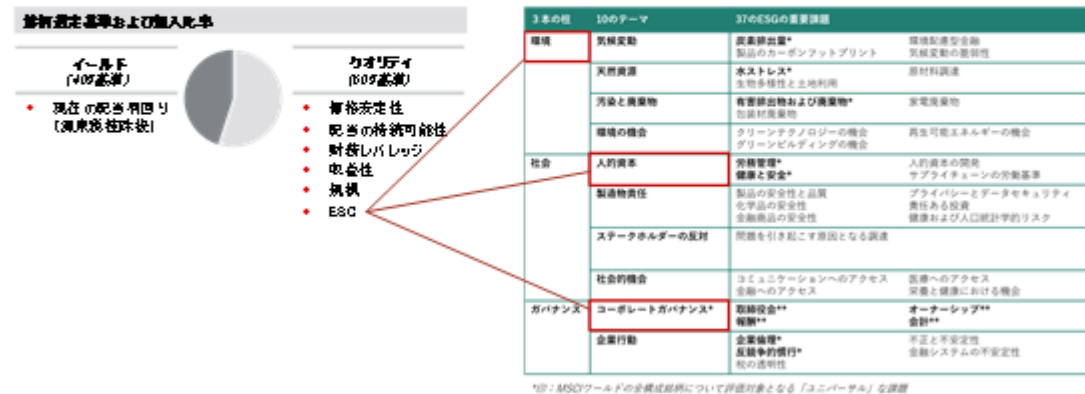 銘柄選定基準および組入比率
イールド
(40%基準)
• 現在の配当利回り
(源泉税控除後)
クオリティ
(60%基準)
• 価格安定性
• 配当の持続可能性
• 財務レバレッジ
• 収益性
• 規模
• ESG
3本の柱 10のテーマ 37のESGの重要課題
環境 気候変動 炭素排出量* 環境配慮型金融
製品のカーボンフットプリント 気候変動の脆弱性
天然資源 水ストレス* 原材料調達
生物多様性と土地利用
汚染と廃棄物 有害排出物および廃棄物* 家電廃棄物
包装材廃棄物
環境の機会 クリーンテクノロジーの機会 再生可能エネルギーの機会
グリーンビルディングの機会
社会 人的資本 労務管理* 人的資本の開発
健康と安全* サプライチェーンの労働基準
製造物責任 製品の安全性と品質 プライバシーとデータセキュリティ
化学品の安全性 責任ある投資
金融商品の安全性 健康および人口統計学的リスク
ステークホルダーの反対 問題を引き起こす原因となる調達
社会的機会 コミュニケーションへのアクセス 医療へのアクセス
金融へのアクセス 栄養と健康における機会
ガバナンス コーポレートガバナンス* 取締役会** オーナーシップ**
報酬** 会計**
企業行動 企業倫理* 不正と不安定性
反競争的慣行* 金融システムの不安定性
税の透明性
*印:MSCIワールドの全構成銘柄について評価対象となる「ユニバーサル」な課題